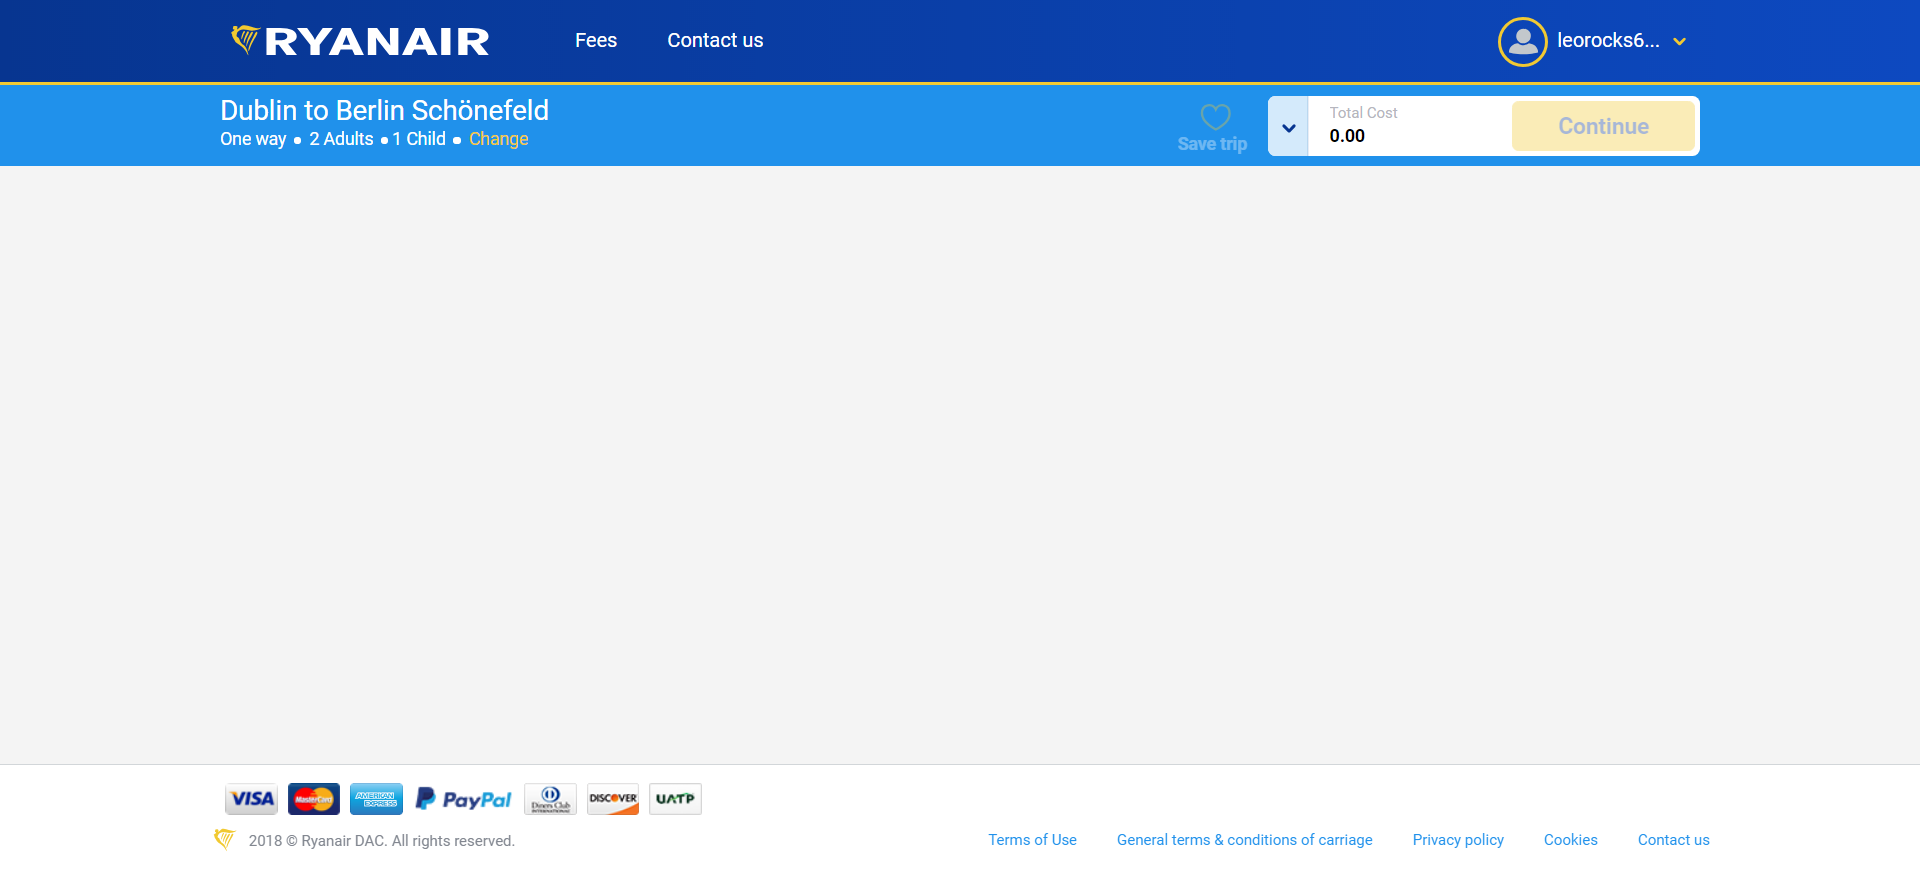 RYANAIR
Fees
Contact us
leorocks6...
Dublin to Berlin Schönefeld
One way • 2 Adults • 1 Child • Change
Save trip
Total Cost
0.00
Continue
VISA
MasterCard
AMERICAN EXPRESS
PayPal
Diners Club
INTERNATIONAL
DISCOVER
UATP
2018 © Ryanair DAC. All rights reserved.
Terms of Use
General terms & conditions of carriage
Privacy policy
Cookies
Contact us